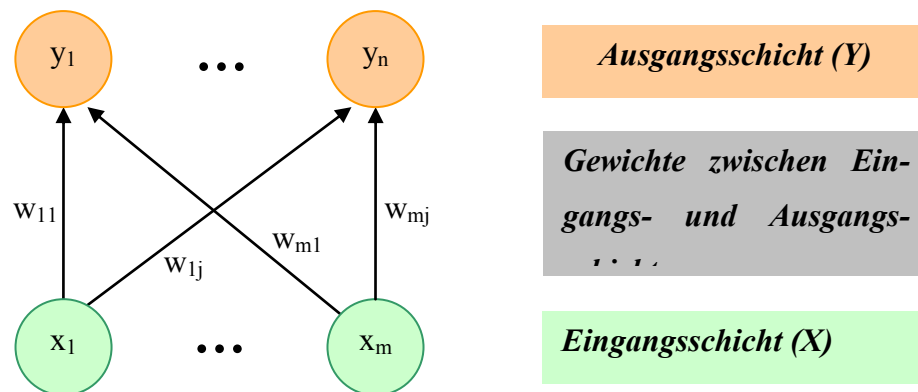 y₁ ... yₙ
Ausgangsschicht (Y)
Gewichte zwischen Ein-
gangs- und Ausgangs-
w₁₁ w₁ⱼ wₘ₁ wₘⱼ
x₁ ... xₘ
Eingangsschicht (X)